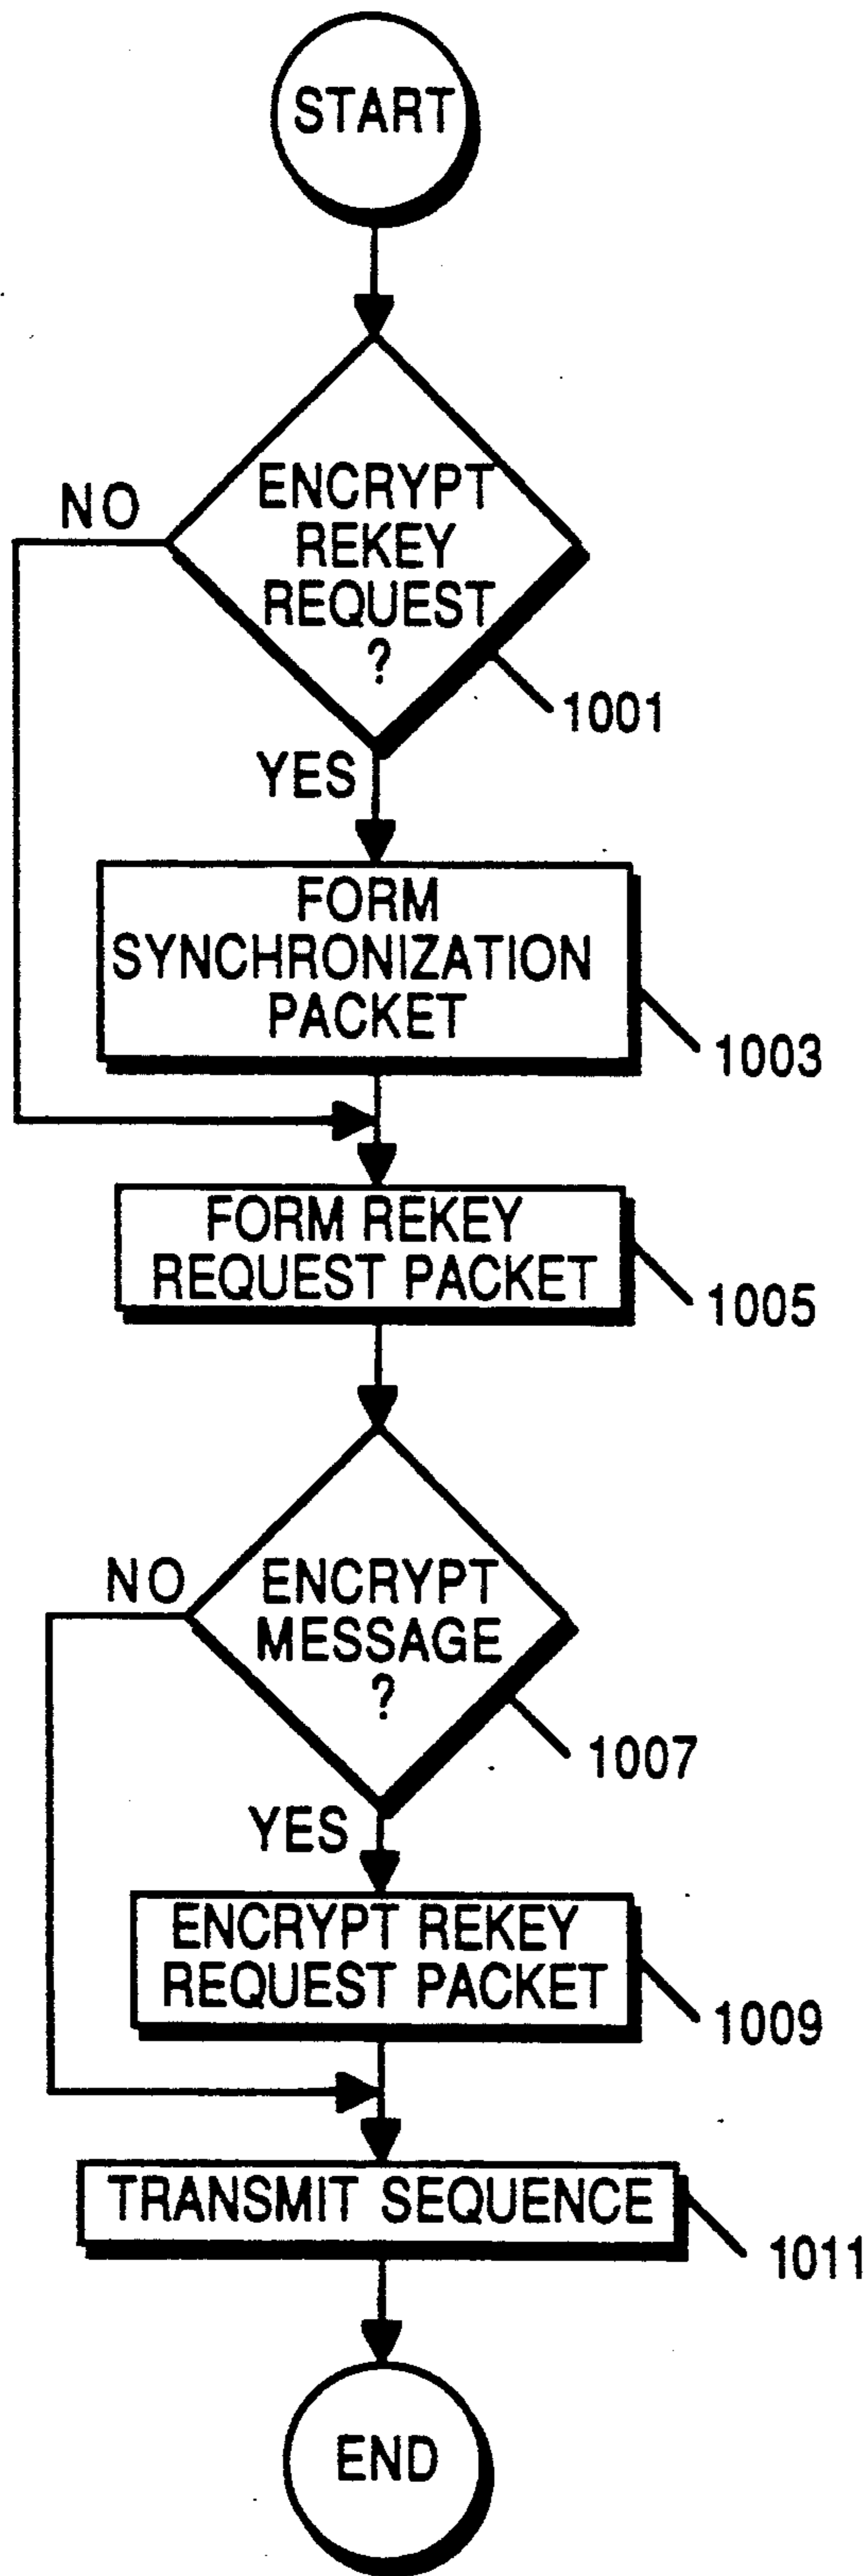 START
NO
ENCRYPT
REKEY
REQUEST
?
1001
YES
FORM
SYNCHRONIZATION
PACKET
1003
FORM REKEY
REQUEST PACKET
1005
NO
ENCRYPT
MESSAGE
?
1007
YES
ENCRYPT REKEY
REQUEST PACKET
1009
TRANSMIT SEQUENCE
1011
END